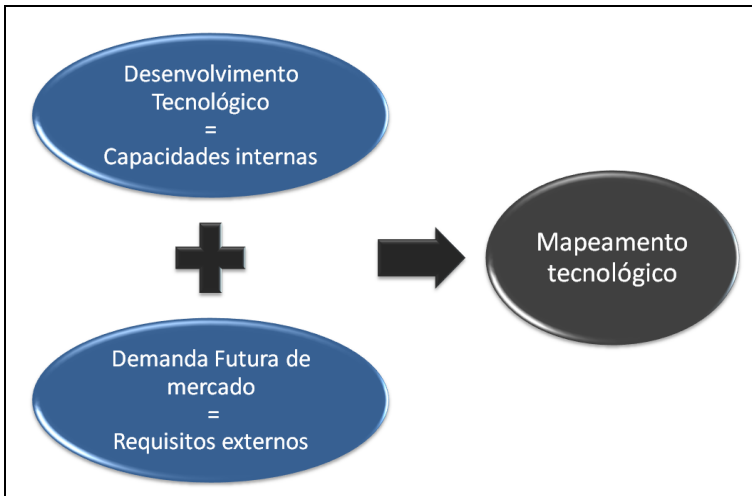 Desenvolvimento
Tecnológico
=
Capacidades internas
Demanda Futura de
mercado
=
Requisitos externos
Mapeamento
tecnológico